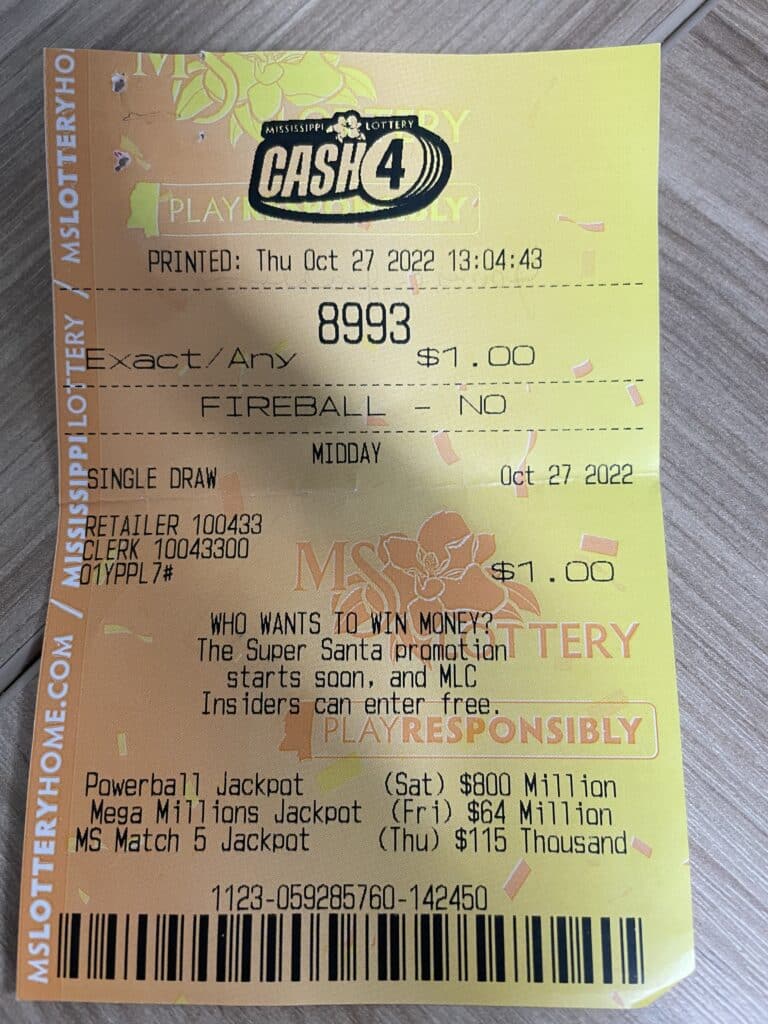 MISSISSIPPI LOTTERY
CASH 4
PLAY RESPONSIBLY
PRINTED: Thu Oct 27 2022 13:04:43
8993
Exact/Any $1.00
FIREBALL - NO
MIDDAY
SINGLE DRAW Oct 27 2022
RETAILER 100433
CLERK 10043300
01YPPL7# $1.00
MS LOTTERY
WHO WANTS TO WIN MONEY?
The Super Santa promotion
starts soon, and MLC
Insiders can enter free.
PLAYRESPONSIBLY
Powerball Jackpot (Sat) $800 Million
Mega Millions Jackpot (Fri) $64 Million
MS Match 5 Jackpot (Thu) $115 Thousand
1123-059285760-142450
MSLOTTERYHOME.COM / MISSISSIPPI LOTTERY / MSLOTTERYHO